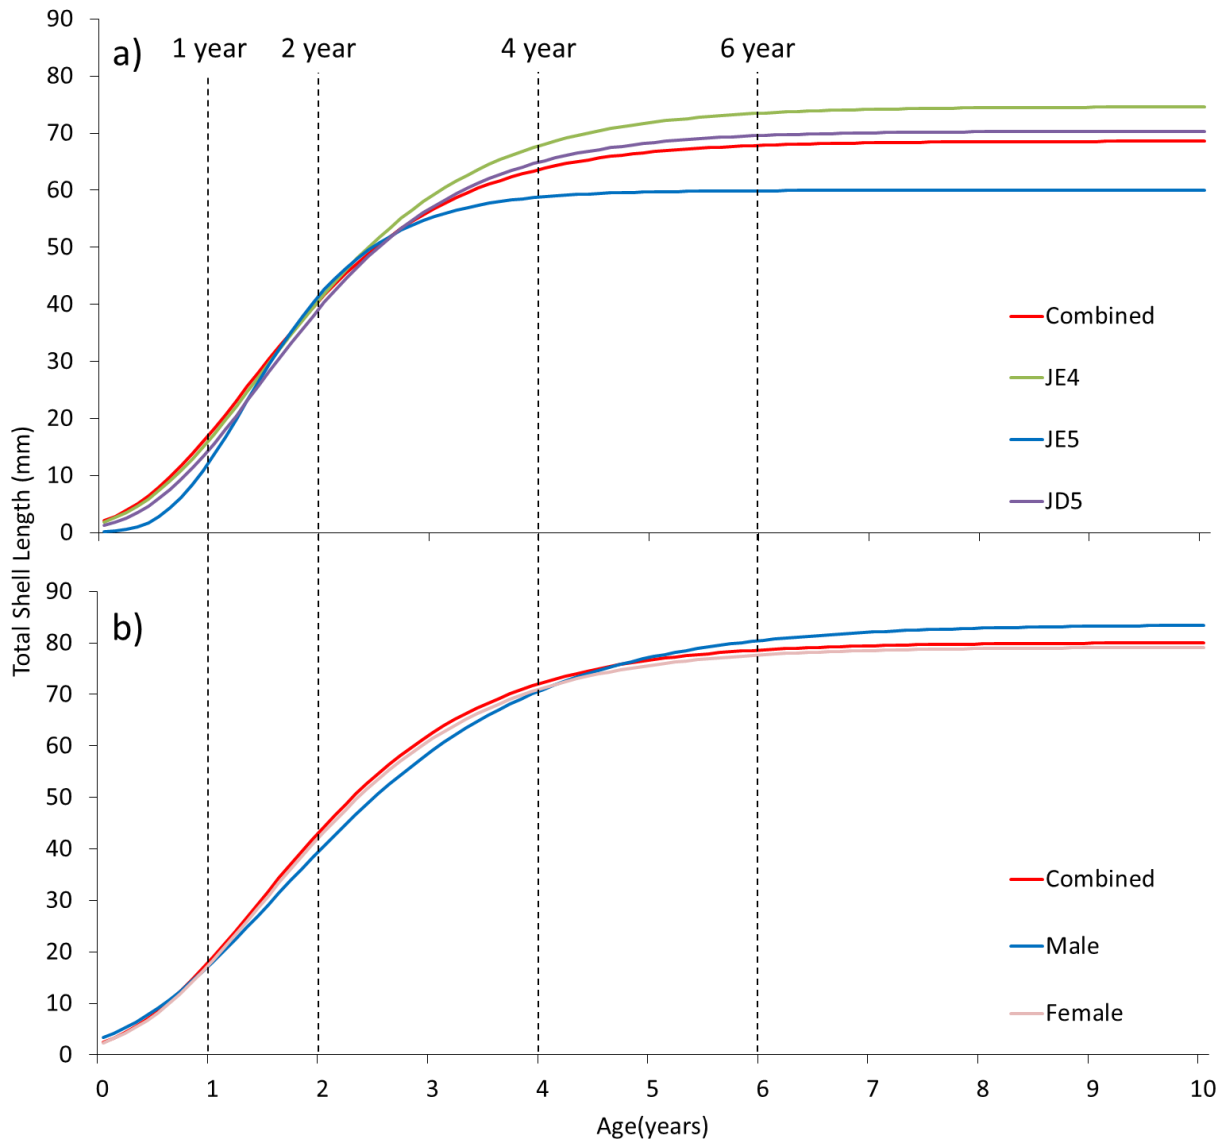 90
a)
1 year
2 year
4 year
6 year
80
70
60
50
40
30
20
10
0
Combined
JE4
JE5
JD5
Total Shell Length (mm)
90
b)
80
70
60
50
40
30
20
10
0
Combined
Male
Female
0 1 2 3 4 5 6 7 8 9 10
Age(years)